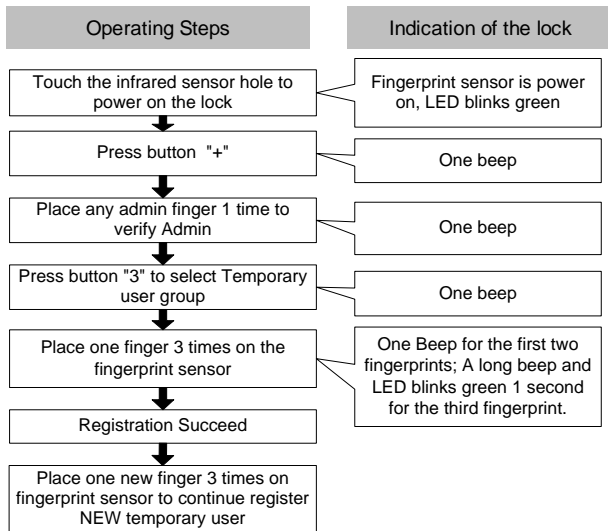 Operating Steps
Indication of the lock
Touch the infrared sensor hole to
power on the lock
Fingerprint sensor is power
on, LED blinks green
Press button "+"
One beep
Place any admin finger 1 time to
verify Admin
One beep
Press button "3" to select Temporary
user group
One beep
Place one finger 3 times on the
fingerprint sensor
One Beep for the first two
fingerprints; A long beep and
LED blinks green 1 second
for the third fingerprint.
Registration Succeed
Place one new finger 3 times on
fingerprint sensor to continue register
NEW temporary user